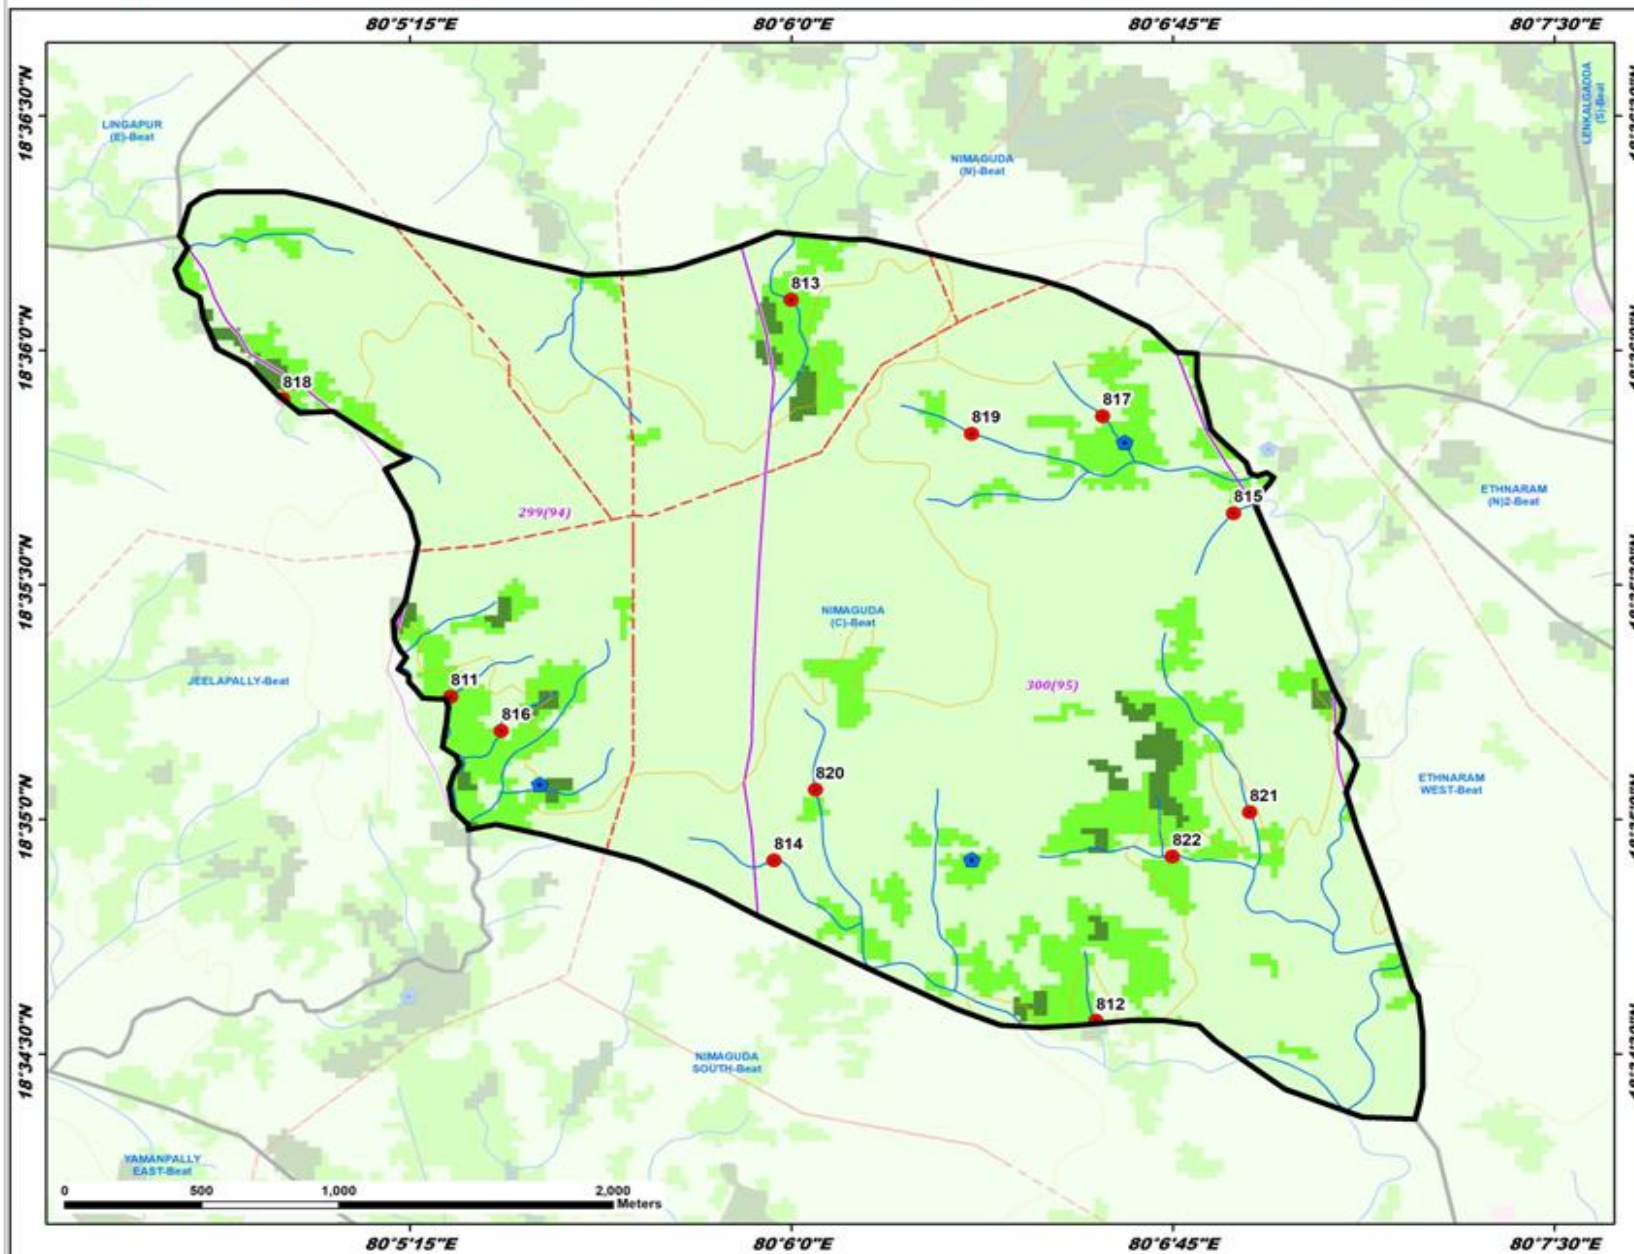 80°5'15"E 80°6'0"E 80°6'45"E 80°7'30"E
18°36'30"N
LINGAPUR
(E)-Beat
NIMAGUDA
(N)-Beat
LENKALGADDA
(S)-Beat
18°36'0"N
813
818
819
817
815
ETHNARAM
(N)2-Beat
299(94)
18°35'30"N
NIMAGUDA
(C)-Beat
JEELAPALLY-Beat
811
816
300(95)
820
821
ETHNARAM
WEST-Beat
18°35'0"N
814
822
812
18°34'30"N
NIMAGUDA
SOUTH-Beat
YAMANPALLY
EAST-Beat
0 500 1,000 2,000
Meters
80°5'15"E 80°6'0"E 80°6'45"E 80°7'30"E